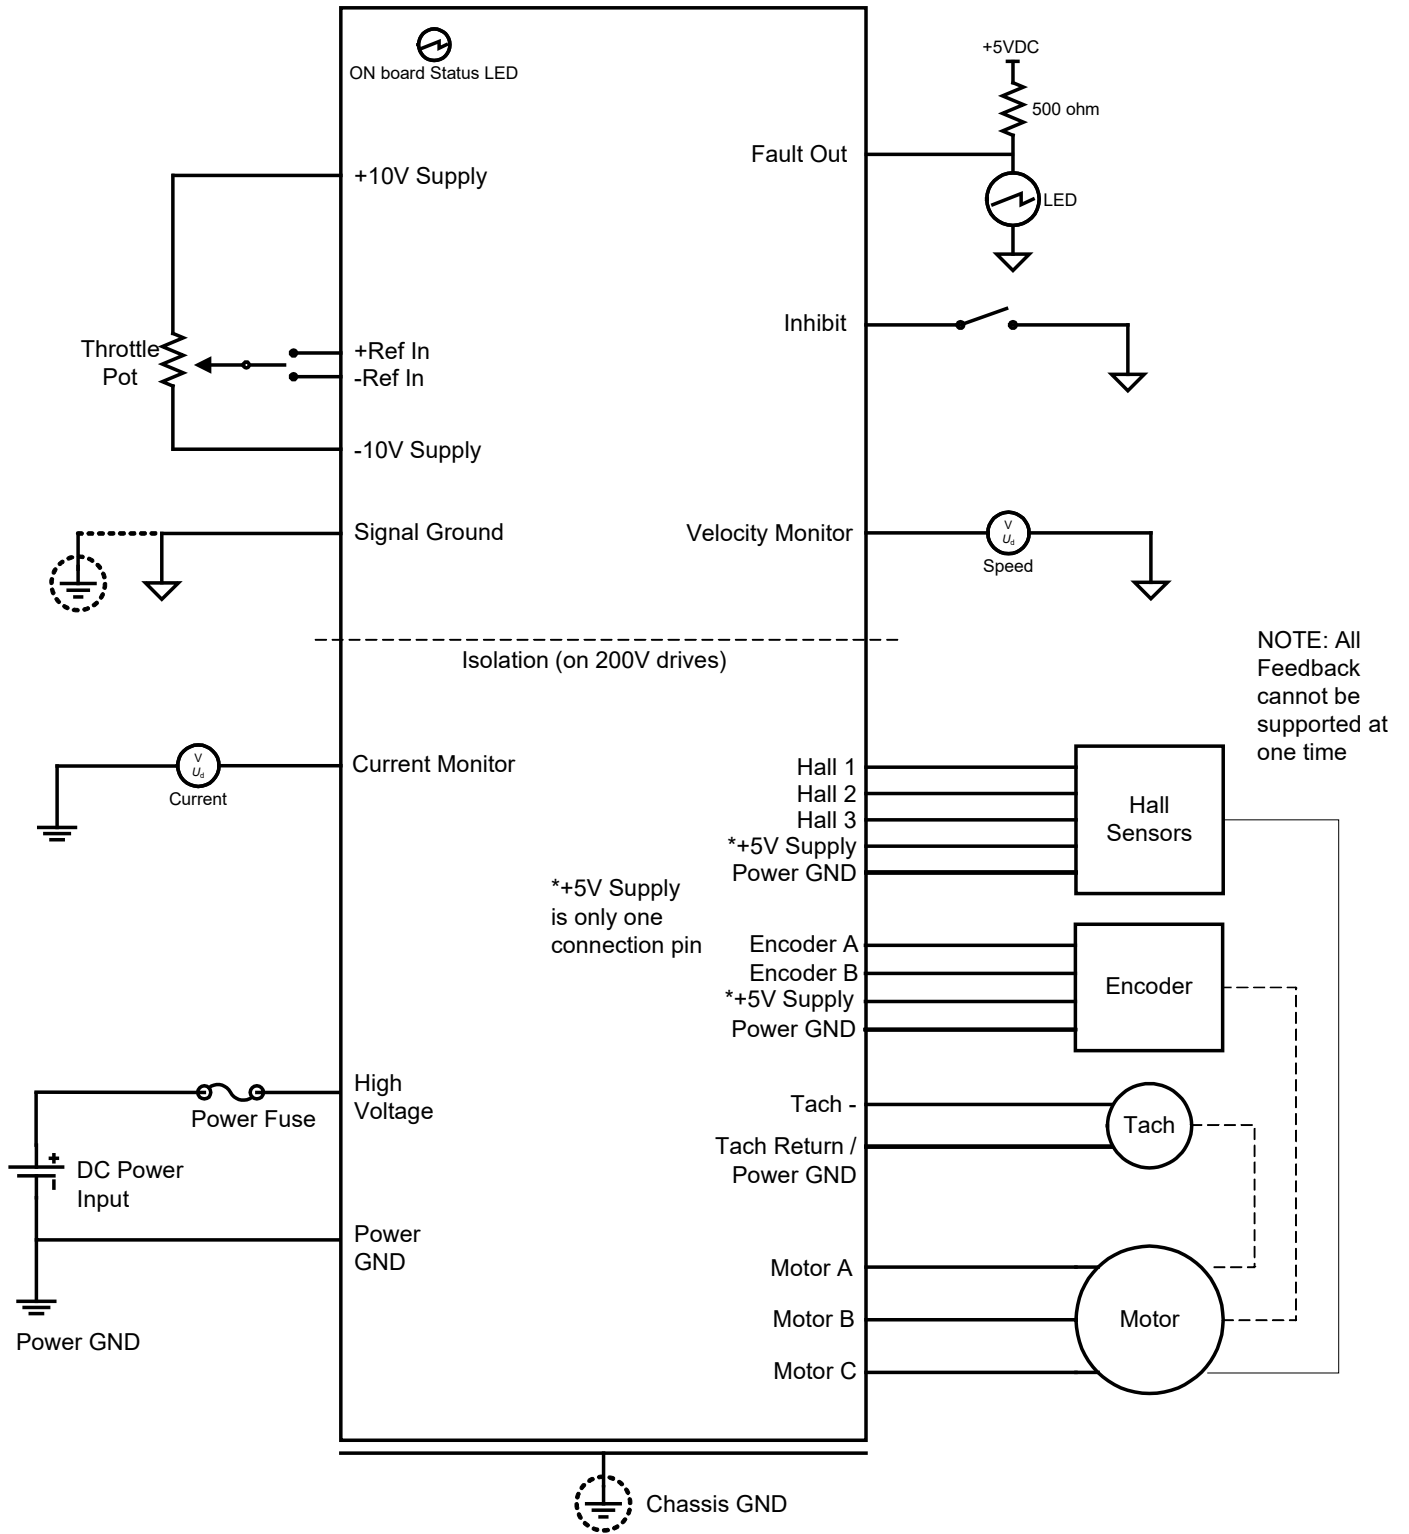 ON board Status LED
+5VDC
500 ohm
Fault Out
LED
+10V Supply
Inhibit
Throttle
Pot
+Ref In
-Ref In
-10V Supply
Signal Ground
Velocity Monitor
V
Ud
Speed
Isolation (on 200V drives)
NOTE: All
Feedback
cannot be
supported at
one time
Current Monitor
V
Ud
Current
Hall 1
Hall 2
Hall 3
*+5V Supply
Power GND
Hall
Sensors
*+5V Supply
is only one
connection pin
Encoder A
Encoder B
*+5V Supply
Power GND
Encoder
High
Voltage
Power Fuse
Tach -
Tach Return /
Power GND
Tach
+
DC Power
Input
Power
GND
Power GND
Motor A
Motor B
Motor C
Motor
Chassis GND